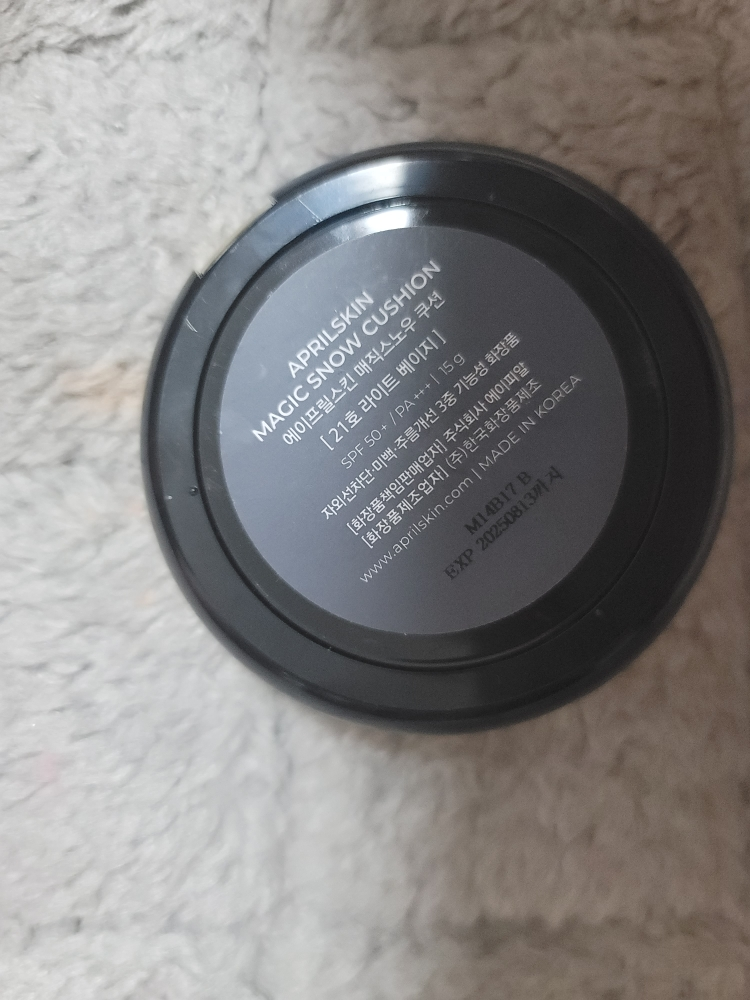 APRILSKIN
MAGIC SNOW CUSHION
에이프릴스킨 매직스노우 쿠션
[ 21호 라이트 베이지 ]
SPF 50+ / PA +++ | 15 g
자외선차단·미백·주름개선 3중 기능성 화장품
[화장품책임판매업자] 주식회사 에이피알
[화장품제조업자] (주)한국화장품제조
www.aprilskin.com | MADE IN KOREA
M14B17 B
EXP 20250813까지